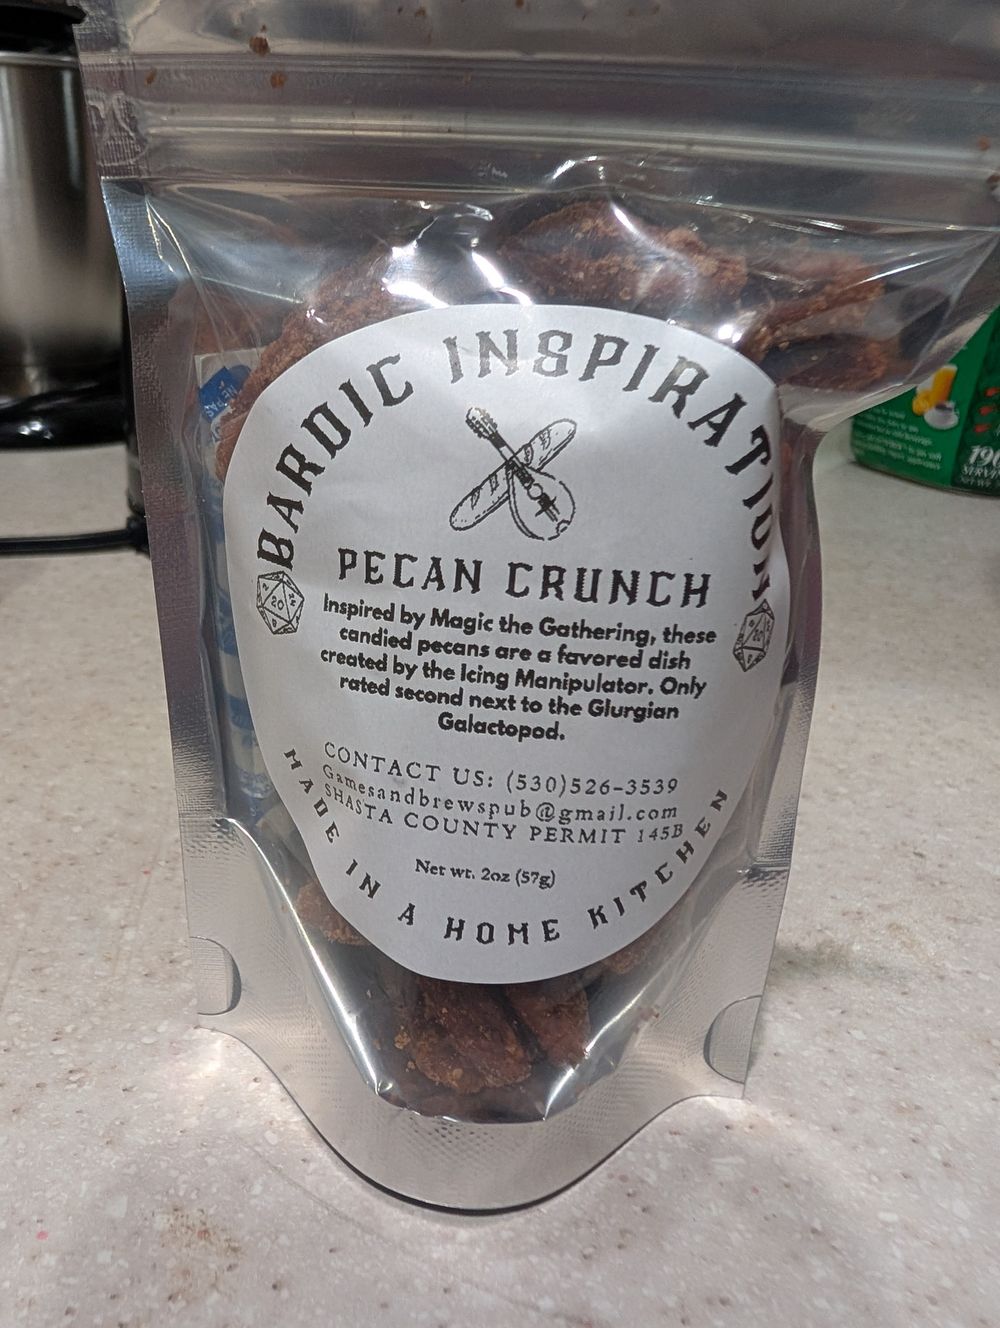 BARDIC INSPIRATION
PECAN CRUNCH
Inspired by Magic the Gathering, these
candied pecans are a favored dish
created by the Icing Manipulator. Only
rated second next to the Glurgian
Galactopod.
CONTACT US: (530)526-3539
Gamesandbrewspub@gmail.com
SHASTA COUNTY PERMIT 145B
Net wt. 2oz (57g)
MADE IN A HOME KITCHEN
20
20